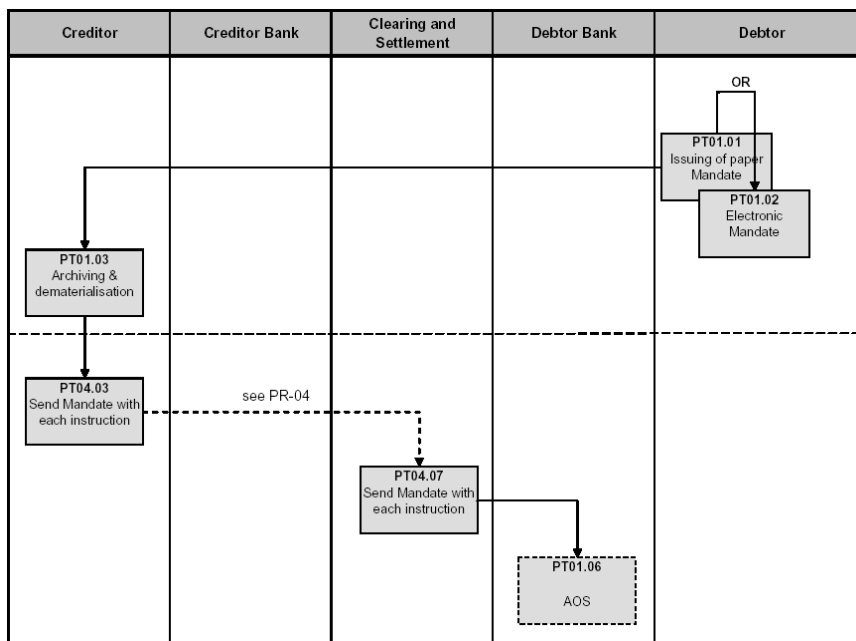 Creditor
Creditor Bank
Clearing and
Settlement
Debtor Bank
Debtor
OR
PT01.01
Issuing of paper
Mandate
PT01.02
Electronic
Mandate
PT01.03
Archiving &
dematerialisation
PT04.03
Send Mandate with
each instruction
see PR-04
PT04.07
Send Mandate with
each instruction
PT01.06
AOS